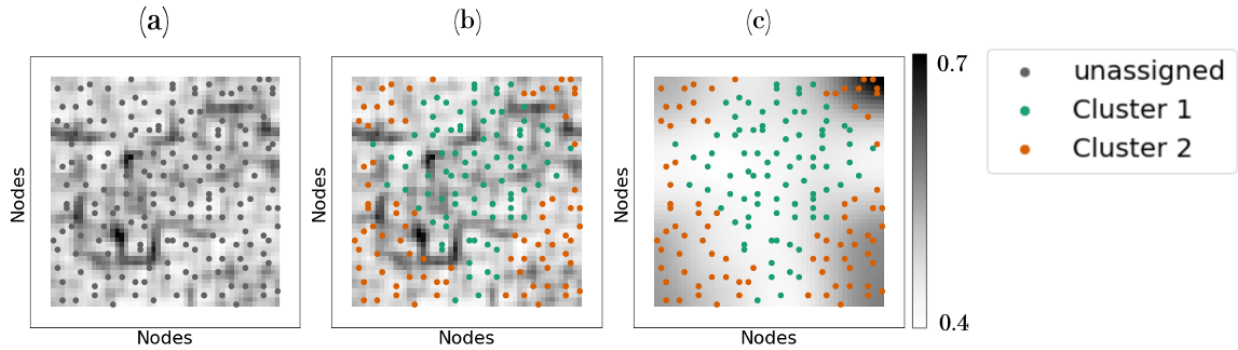 (a) (b) (c)
0.7
unassigned
Cluster 1
Cluster 2
Nodes Nodes Nodes
0.4
Nodes Nodes Nodes